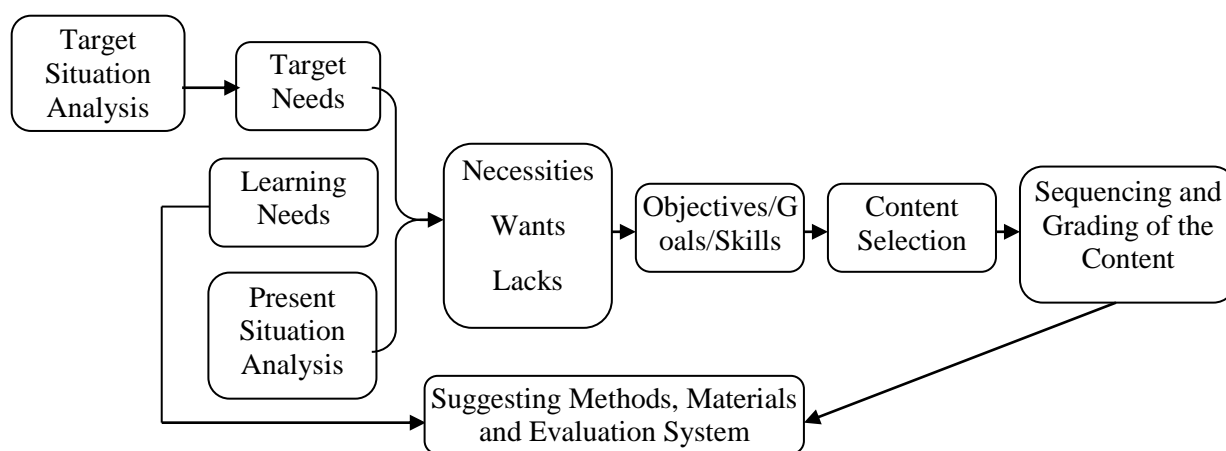 Target
Situation
Analysis
Target
Needs
Learning
Needs
Present
Situation
Analysis
Necessities
Wants
Lacks
Objectives/G
oals/Skills
Content
Selection
Sequencing and
Grading of the
Content
Suggesting Methods, Materials
and Evaluation System